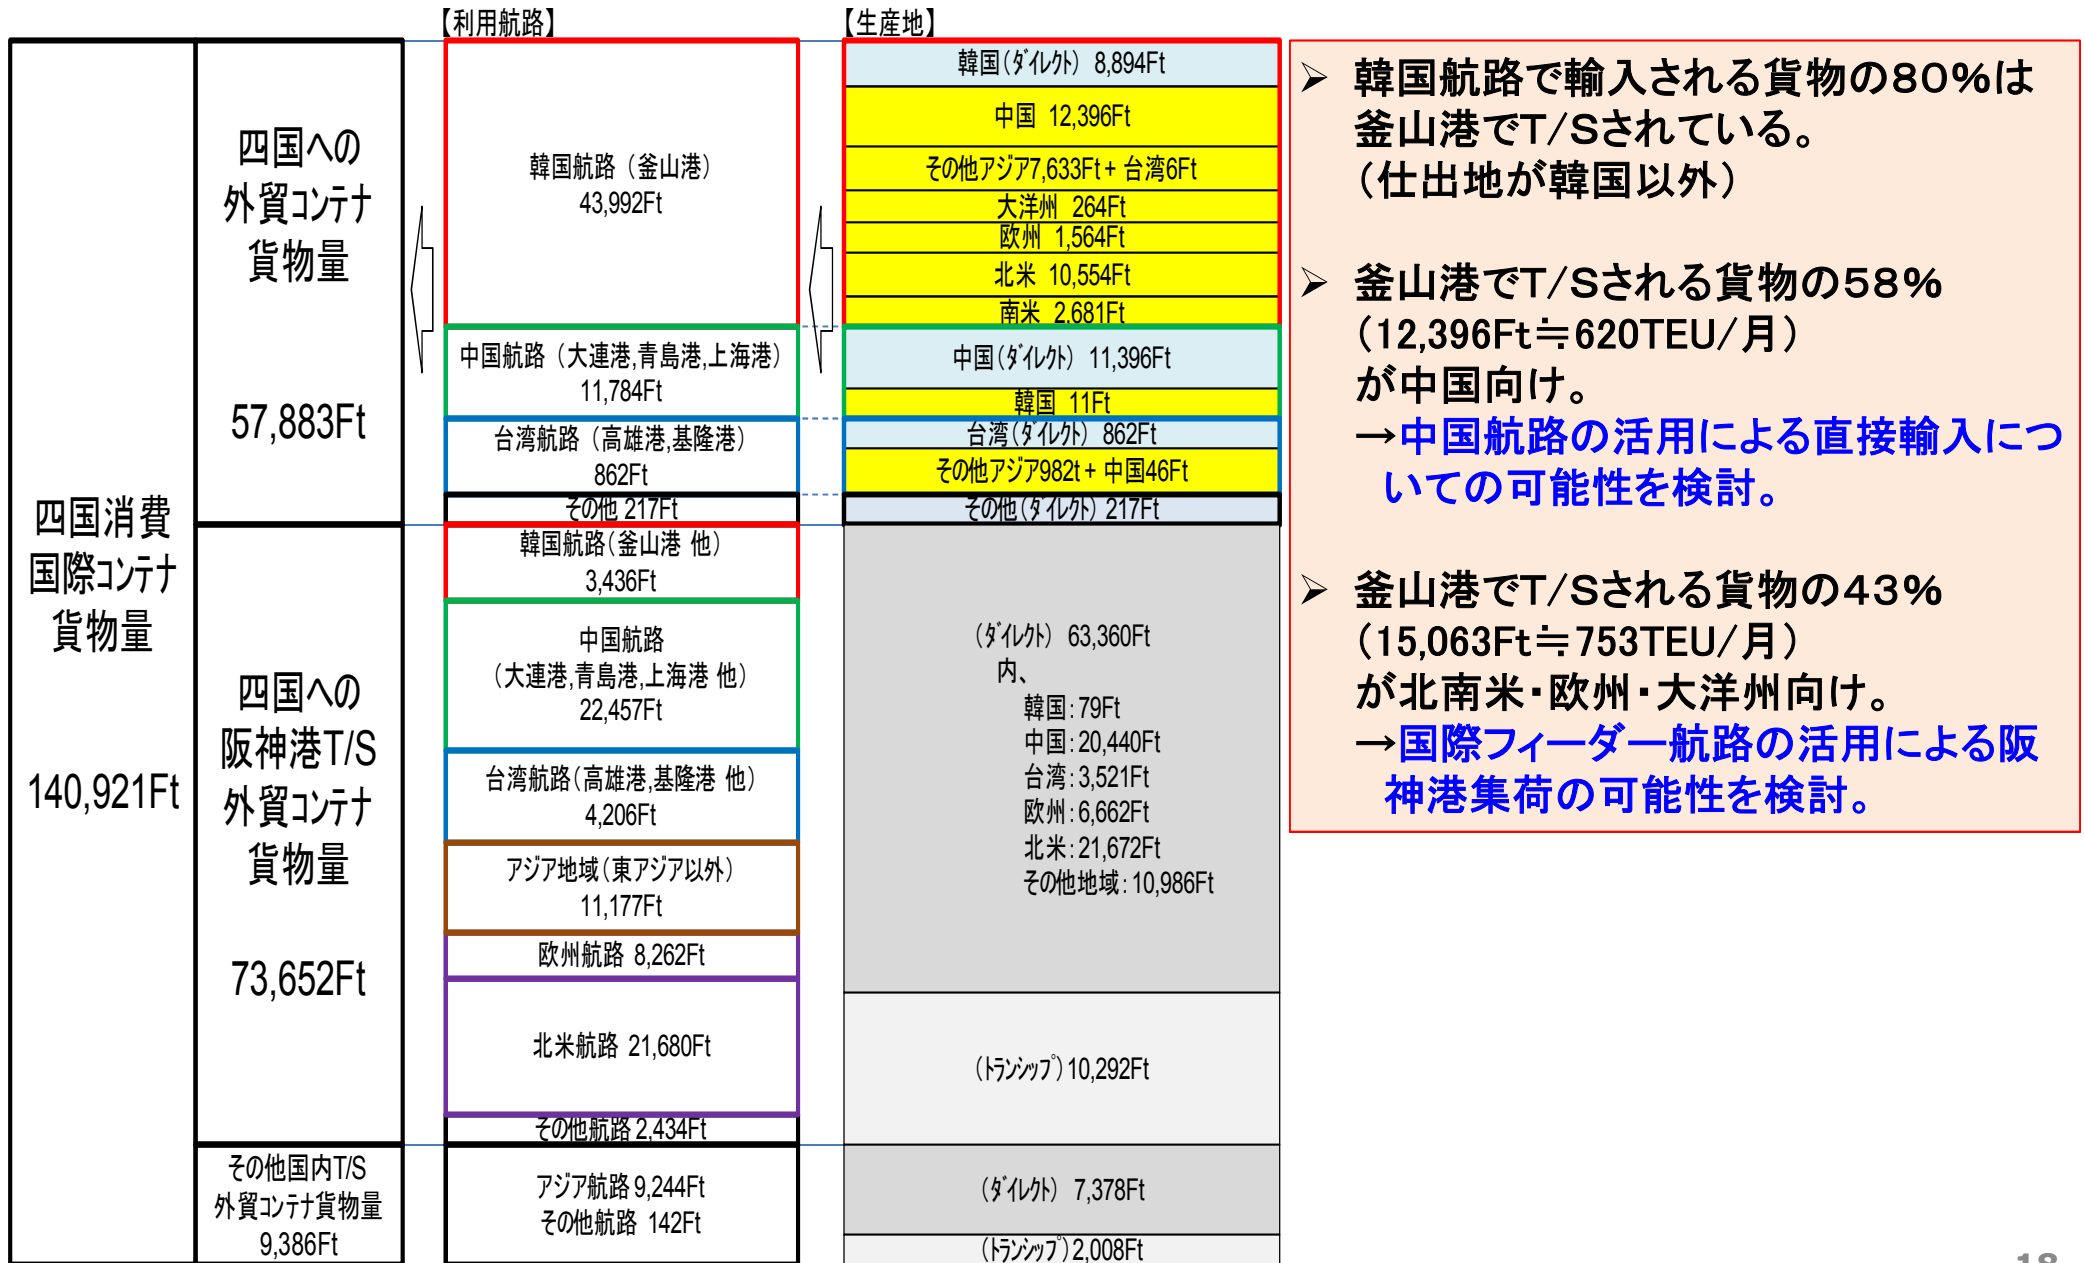 【利用航路】
【生産地】
四国消費
国際コンテナ
貨物量
140,921Ft
四国への
外貿コンテナ
貨物量
57,883Ft
四国への
阪神港T/S
外貿コンテナ
貨物量
73,652Ft
その他国内T/S
外貿コンテナ貨物量
9,386Ft
韓国航路（釜山港）
43,992Ft
中国航路（大連港,青島港,上海港）
11,784Ft
台湾航路（高雄港,基隆港）
862Ft
その他 217Ft
韓国航路（釜山港 他）
3,436Ft
中国航路
（大連港,青島港,上海港 他）
22,457Ft
台湾航路（高雄港,基隆港 他）
4,206Ft
アジア地域（東アジア以外）
11,177Ft
欧州航路 8,262Ft
北米航路 21,680Ft
その他航路 2,434Ft
アジア航路 9,244Ft
その他航路 142Ft
韓国（ﾀﾞｲﾚｸﾄ） 8,894Ft
中国 12,396Ft
その他アジア7,633Ft + 台湾6Ft
大洋州 264Ft
欧州 1,564Ft
北米 10,554Ft
南米 2,681Ft
中国（ﾀﾞｲﾚｸﾄ） 11,396Ft
韓国 11Ft
台湾（ﾀﾞｲﾚｸﾄ） 862Ft
その他アジア982t + 中国46Ft
その他（ﾀﾞｲﾚｸﾄ） 217Ft
（ﾀﾞｲﾚｸﾄ） 63,360Ft
内、
韓国：79Ft
中国：20,440Ft
台湾：3,521Ft
欧州：6,662Ft
北米：21,672Ft
その他地域：10,986Ft
（ﾄﾗﾝｼｯﾌﾟ）10,292Ft
（ﾀﾞｲﾚｸﾄ） 7,378Ft
（ﾄﾗﾝｼｯﾌﾟ）2,008Ft
➢ 韓国航路で輸入される貨物の８０％は
釜山港でT/Sされている。
（仕出地が韓国以外）
➢ 釜山港でT/Sされる貨物の５８％
（12,396Ft≒620TEU/月）
が中国向け。
→中国航路の活用による直接輸入につ
いての可能性を検討。
➢ 釜山港でT/Sされる貨物の４３％
（15,063Ft≒753TEU/月）
が北南米・欧州・大洋州向け。
→国際フィーダー航路の活用による阪
神港集荷の可能性を検討。
18